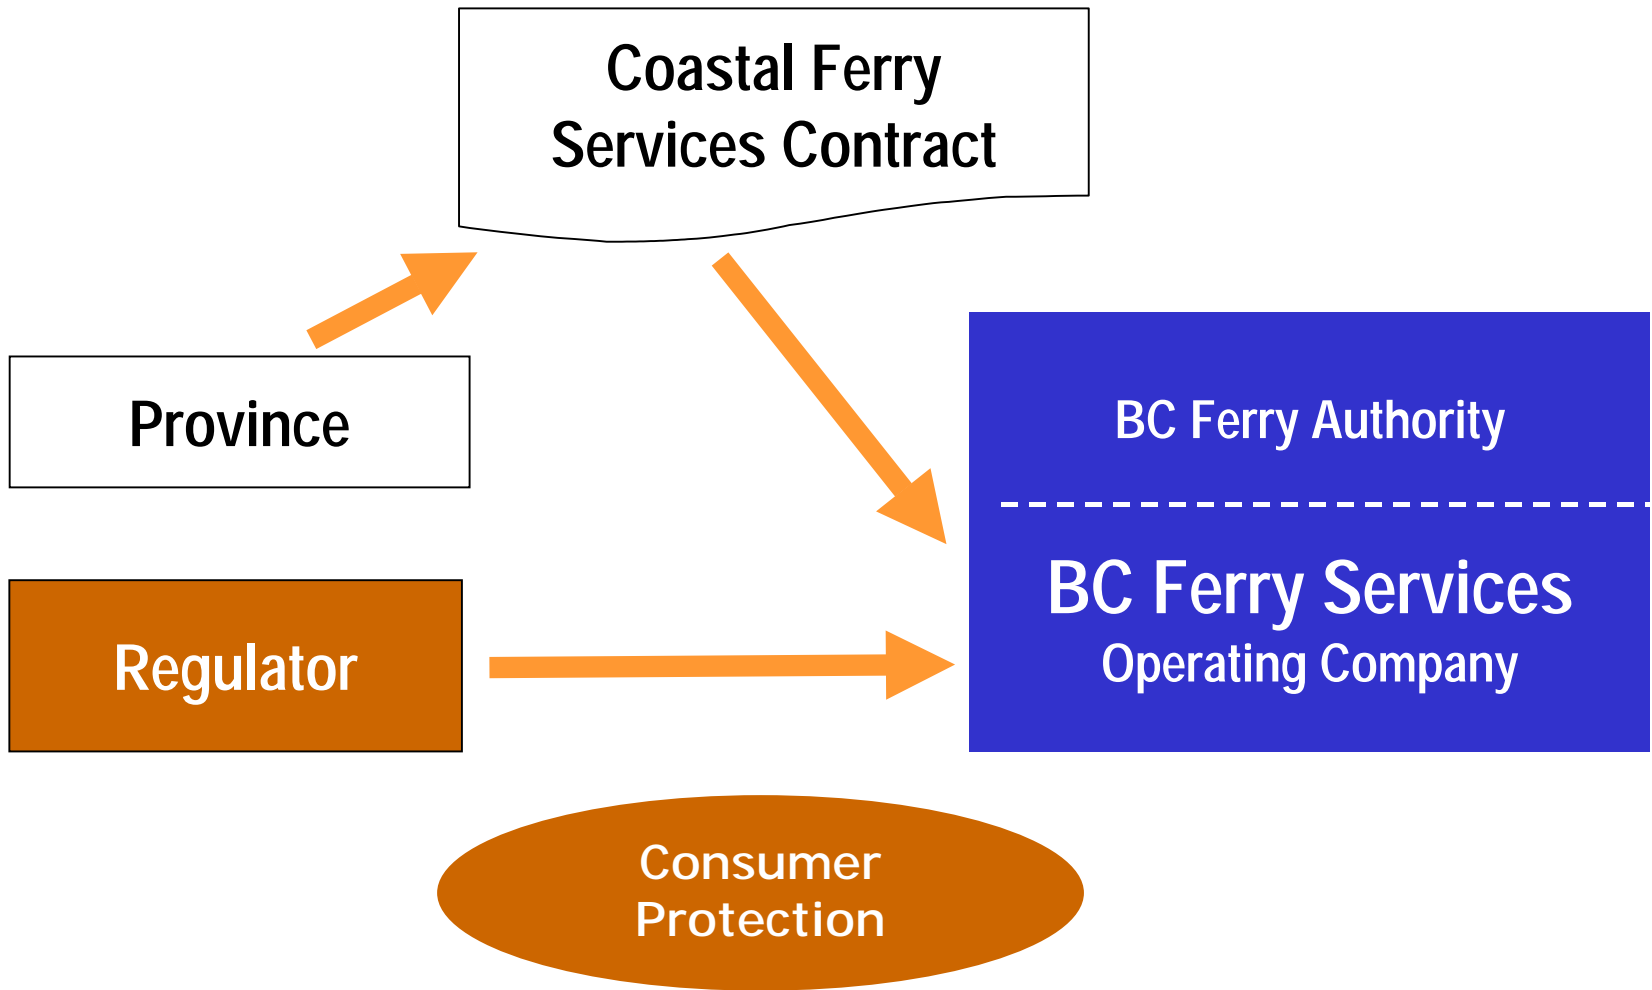 Coastal Ferry
Services Contract
Province
BC Ferry Authority
BC Ferry Services
Operating Company
Regulator
Consumer
Protection